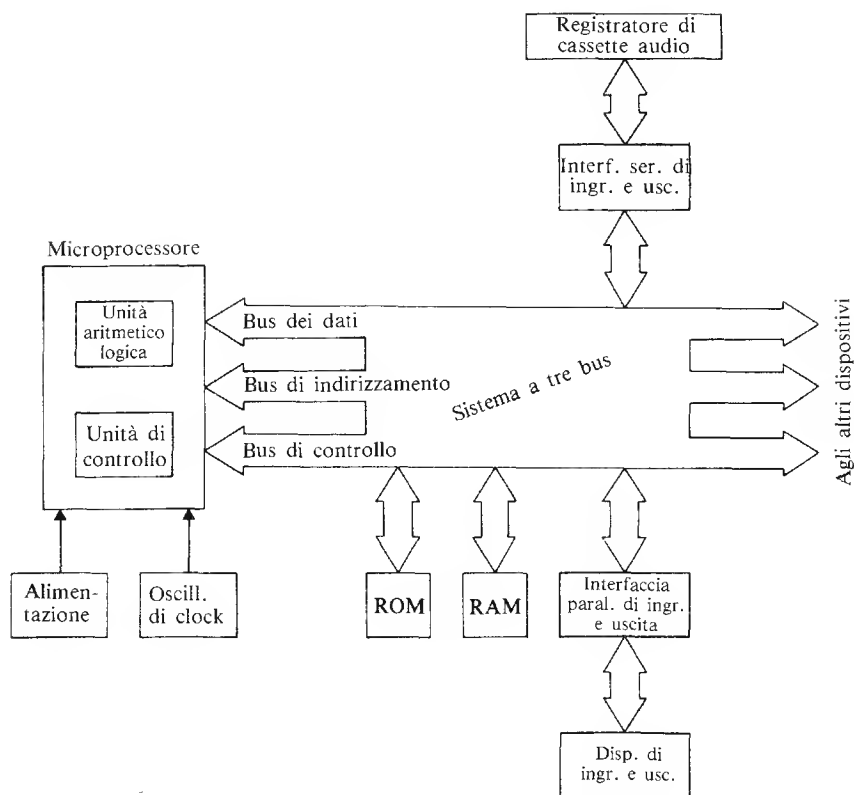 Registratore di
cassette audio
Interf. ser. di
ingr. e usc.
Microprocessore
Unità
aritmetico
logica
Bus dei dati
Bus di indirizzamento
Sistema a tre bus
Agli altri dispositivi
Unità di
controllo
Bus di controllo
Alimen-
tazione
Oscill.
di clock
ROM
RAM
Interfaccia
paral. di ingr.
e uscita
Disp. di
ingr. e usc.